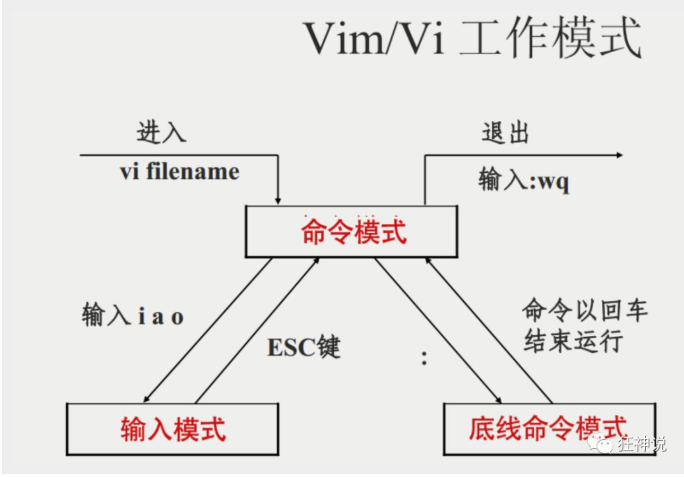 Vim/Vi 工作模式
进入
vi filename
退出
输入:wq
命令模式
输入 i a o
ESC键
:
命令以回车
结束运行
输入模式
底线命令模式
狂神说